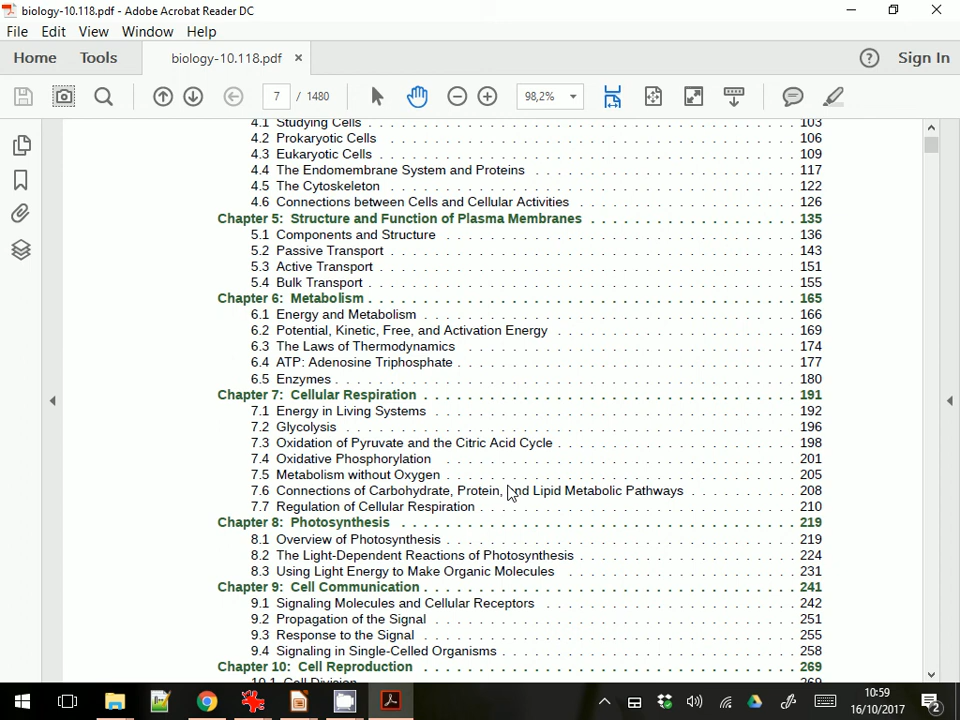 biology-10.118.pdf - Adobe Acrobat Reader DC
File Edit View Window Help
Home Tools biology-10.118.pdf × Sign In
7 / 1480 98,2%
4.1 Studying Cells 103
4.2 Prokaryotic Cells 106
4.3 Eukaryotic Cells 109
4.4 The Endomembrane System and Proteins 117
4.5 The Cytoskeleton 122
4.6 Connections between Cells and Cellular Activities 126
Chapter 5: Structure and Function of Plasma Membranes 135
5.1 Components and Structure 136
5.2 Passive Transport 143
5.3 Active Transport 151
5.4 Bulk Transport 155
Chapter 6: Metabolism 165
6.1 Energy and Metabolism 166
6.2 Potential, Kinetic, Free, and Activation Energy 169
6.3 The Laws of Thermodynamics 174
6.4 ATP: Adenosine Triphosphate 177
6.5 Enzymes 180
Chapter 7: Cellular Respiration 191
7.1 Energy in Living Systems 192
7.2 Glycolysis 196
7.3 Oxidation of Pyruvate and the Citric Acid Cycle 198
7.4 Oxidative Phosphorylation 201
7.5 Metabolism without Oxygen 205
7.6 Connections of Carbohydrate, Protein, and Lipid Metabolic Pathways 208
7.7 Regulation of Cellular Respiration 210
Chapter 8: Photosynthesis 219
8.1 Overview of Photosynthesis 219
8.2 The Light-Dependent Reactions of Photosynthesis 224
8.3 Using Light Energy to Make Organic Molecules 231
Chapter 9: Cell Communication 241
9.1 Signaling Molecules and Cellular Receptors 242
9.2 Propagation of the Signal 251
9.3 Response to the Signal 255
9.4 Signaling in Single-Celled Organisms 258
Chapter 10: Cell Reproduction 269
10.1 Cell Division 269
10:59
16/10/2017
2